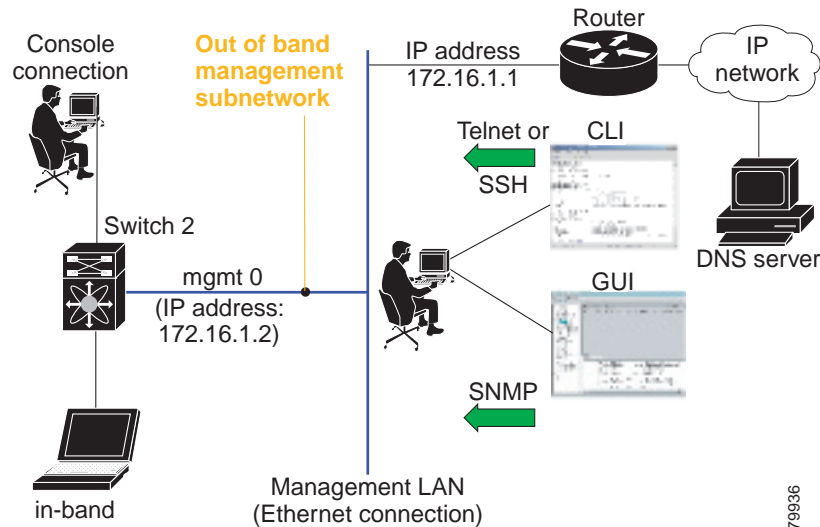 Console
connection
Out of band
management
subnetwork
IP address
172.16.1.1
Router
IP
network
Telnet or
SSH
CLI
Switch 2
mgmt 0
(IP address:
172.16.1.2)
GUI
DNS server
SNMP
in-band
Management LAN
(Ethernet connection)
79936